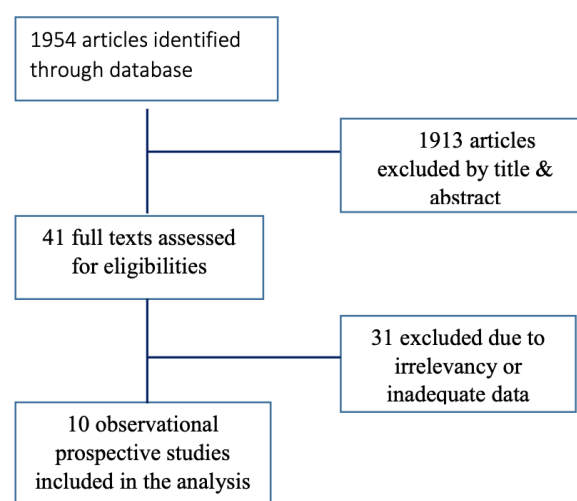 1954 articles identified
through database
1913 articles
excluded by title &
abstract
41 full texts assessed
for eligibilities
31 excluded due to
irrelevancy or
inadequate data
10 observational
prospective studies
included in the analysis